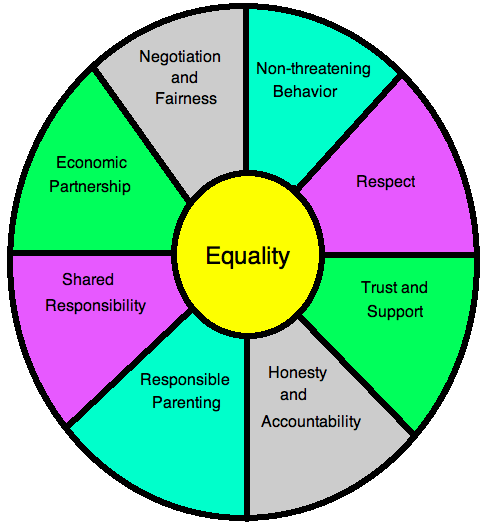 Negotiation
and
Fairness
Non-threatening
Behavior
Respect
Trust and
Support
Honesty
and
Accountability
Responsible
Parenting
Shared
Responsibility
Economic
Partnership
Equality